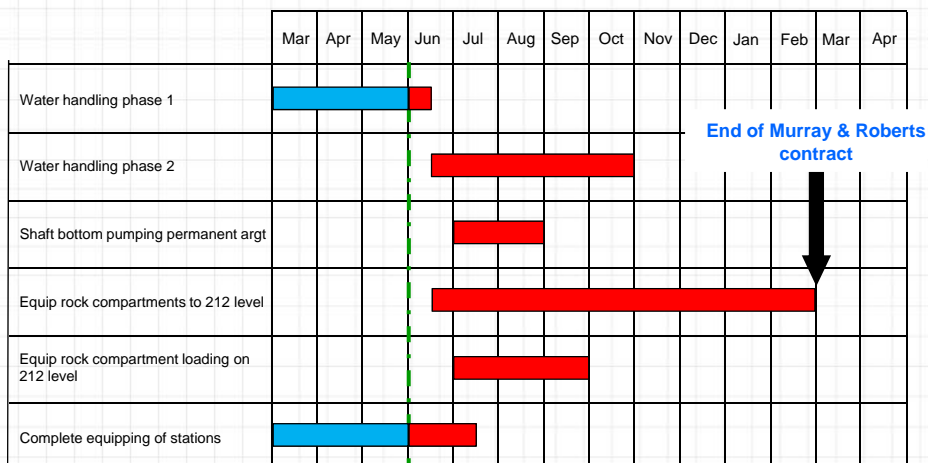 Mar Apr May Jun Jul Aug Sep Oct Nov Dec Jan Feb Mar Apr
Water handling phase 1
End of Murray & Roberts
contract
Water handling phase 2
Shaft bottom pumping permanent argt
Equip rock compartments to 212 level
Equip rock compartment loading on
212 level
Complete equipping of stations